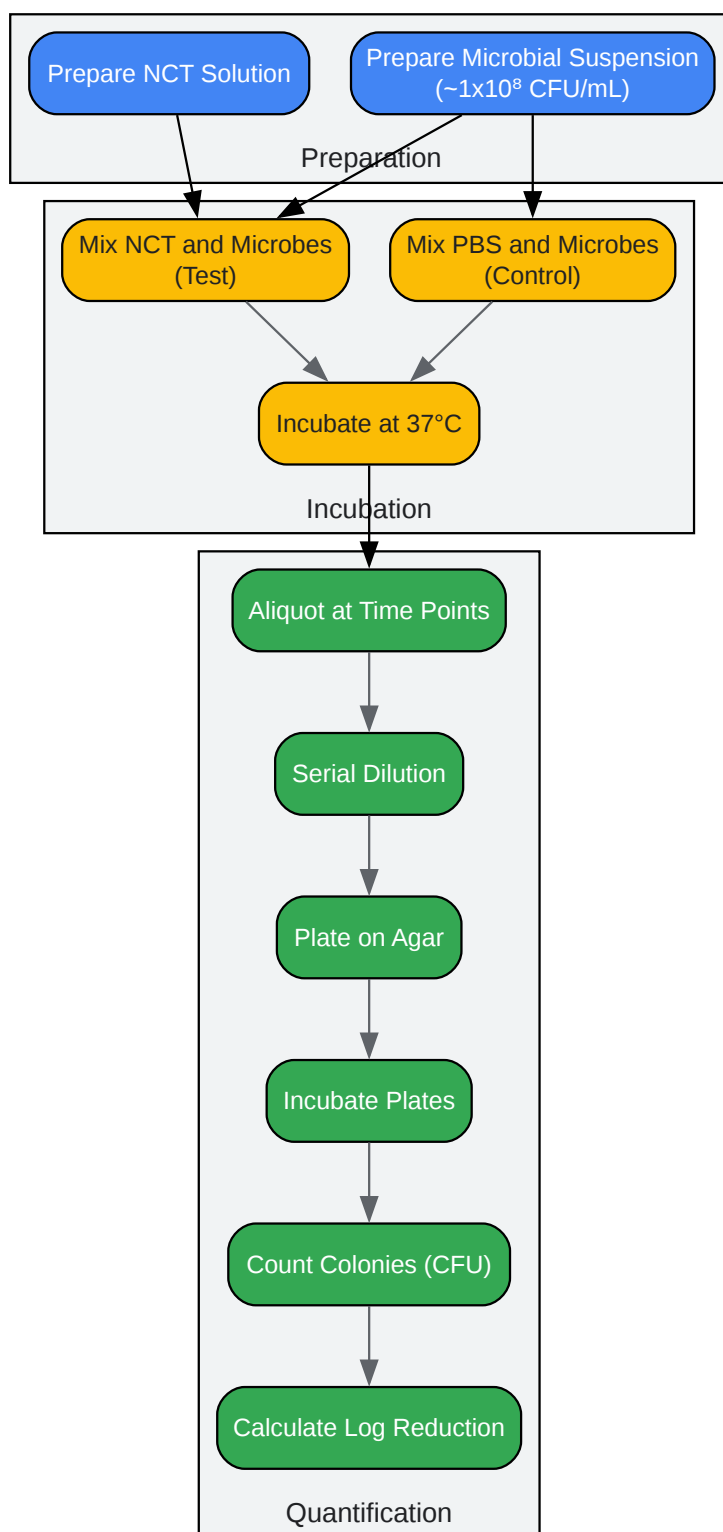 Prepare NCT Solution
Prepare Microbial Suspension
(~1x10⁸ CFU/mL)
Preparation
Mix NCT and Microbes
(Test)
Mix PBS and Microbes
(Control)
Incubate at 37°C
Incubation
Aliquot at Time Points
Serial Dilution
Plate on Agar
Incubate Plates
Count Colonies (CFU)
Calculate Log Reduction
Quantification